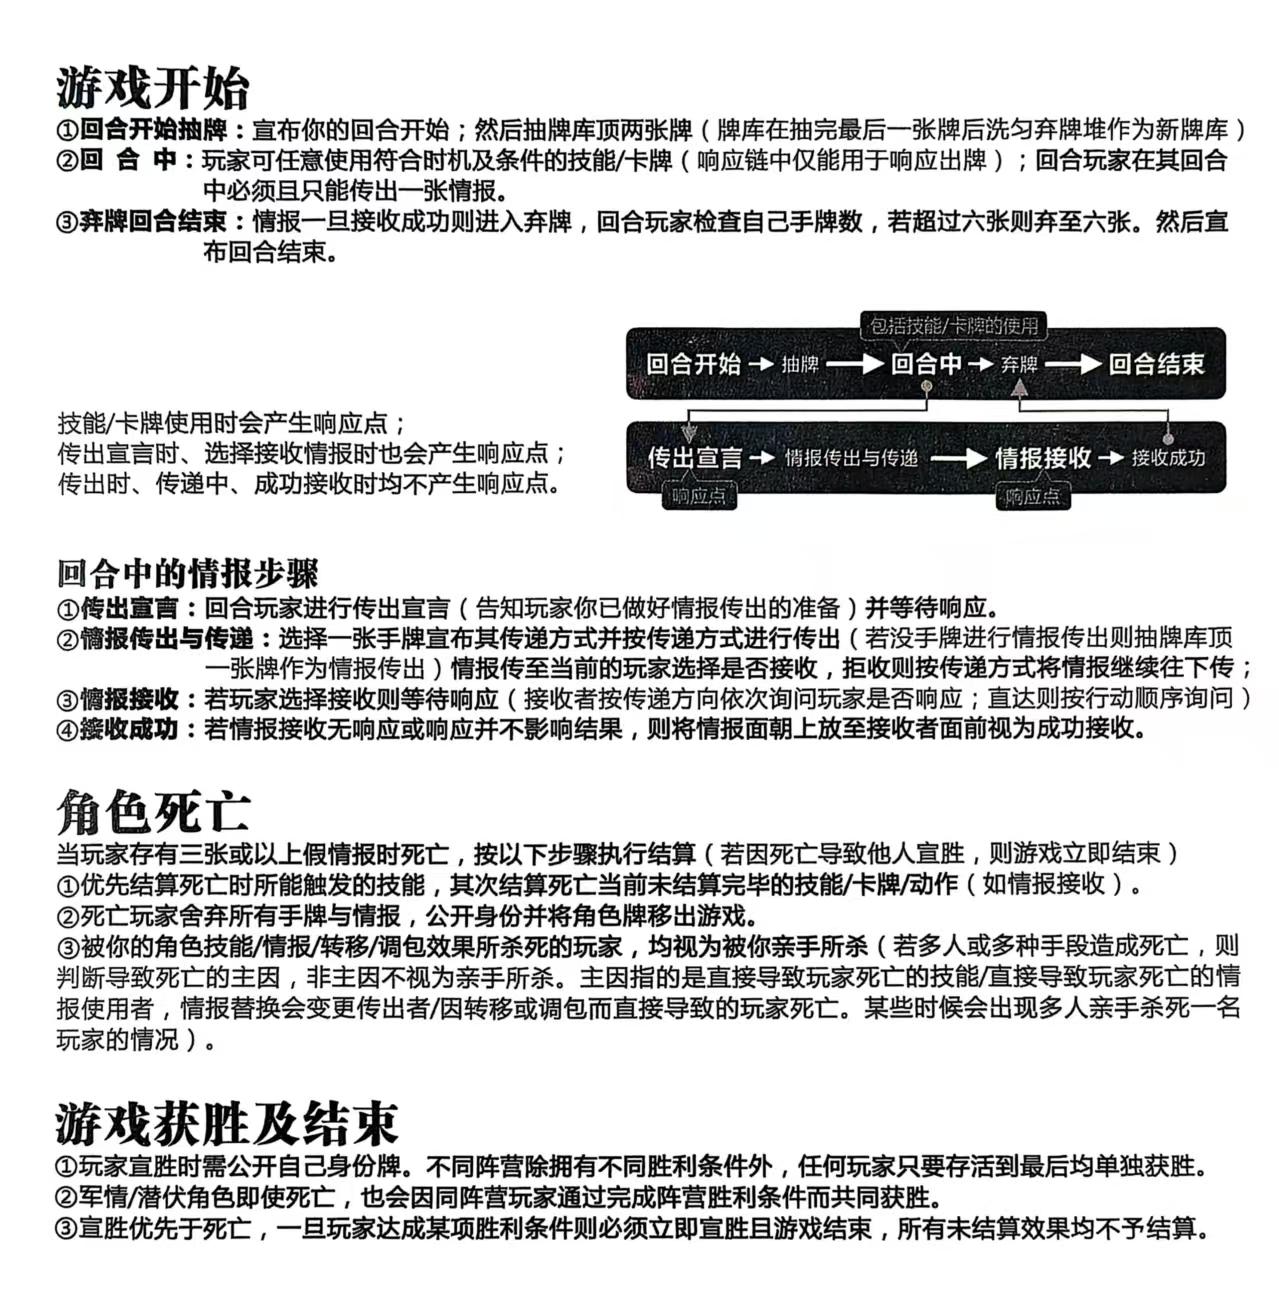 游戏开始
①回合开始抽牌：宣布你的回合开始；然后抽牌库顶两张牌（牌库在抽完最后一张牌后洗匀弃牌堆作为新牌库）
②回 合 中：玩家可任意使用符合时机及条件的技能/卡牌（响应链中仅能用于响应出牌）；回合玩家在其回合
中必须且只能传出一张情报。
③弃牌回合结束：情报一旦接收成功则进入弃牌，回合玩家检查自己手牌数，若超过六张则弃至六张。然后宣
布回合结束。
包括技能/卡牌的使用
回合开始 → 抽牌 → 回合中 → 弃牌 → 回合结束
技能/卡牌使用时会产生响应点；
传出宣言时、选择接收情报时也会产生响应点；
传出时、传递中、成功接收时均不产生响应点。
传出宣言 → 情报传出与传递 → 情报接收 → 接收成功
响应点 响应点
回合中的情报步骤
①传出宣言：回合玩家进行传出宣言（告知玩家你已做好情报传出的准备）并等待响应。
②情报传出与传递：选择一张手牌宣布其传递方式并按传递方式进行传出（若没手牌进行情报传出则抽牌库顶
一张牌作为情报传出）情报传至当前的玩家选择是否接收，拒收则按传递方式将情报继续往下传；
③情报接收：若玩家选择接收则等待响应（接收者按传递方向依次询问玩家是否响应；直达则按行动顺序询问）
④接收成功：若情报接收无响应或响应并不影响结果，则将情报面朝上放至接收者面前视为成功接收。
角色死亡
当玩家存有三张或以上假情报时死亡，按以下步骤执行结算（若因死亡导致他人宣胜，则游戏立即结束）
①优先结算死亡时所能触发的技能，其次结算死亡当前未结算完毕的技能/卡牌/动作（如情报接收）。
②死亡玩家舍弃所有手牌与情报，公开身份并将角色牌移出游戏。
③被你的角色技能/情报/转移/调包效果所杀死的玩家，均视为被你亲手所杀（若多人或多种手段造成死亡，则
判断导致死亡的主因，非主因不视为亲手所杀。主因指的是直接导致玩家死亡的技能/直接导致玩家死亡的情
报使用者，情报替换会变更传出者/因转移或调包而直接导致的玩家死亡。某些时候会出现多人亲手杀死一名
玩家的情况）。
游戏获胜及结束
①玩家宣胜时需公开自己身份牌。不同阵营除拥有不同胜利条件外，任何玩家只要存活到最后均单独获胜。
②军情/潜伏角色即使死亡，也会因同阵营玩家通过完成阵营胜利条件而共同获胜。
③宣胜优先于死亡，一旦玩家达成某项胜利条件则必须立即宣胜且游戏结束，所有未结算效果均不予结算。